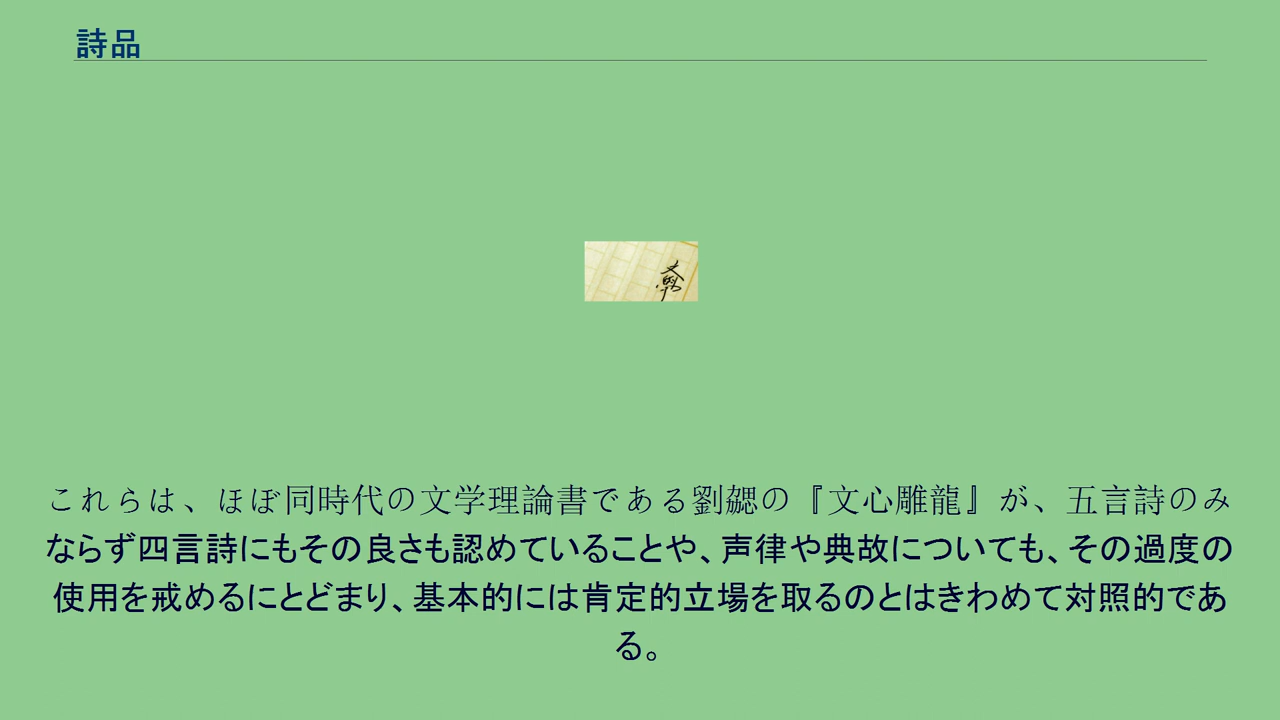 詩品
これらは、ほぼ同時代の文学理論書である劉勰の『文心雕龍』が、五言詩のみ
ならず四言詩にもその良さも認めていることや、声律や典故についても、その過度の
使用を戒めるにとどまり、基本的には肯定的立場を取るのとはきわめて対照的であ
る。